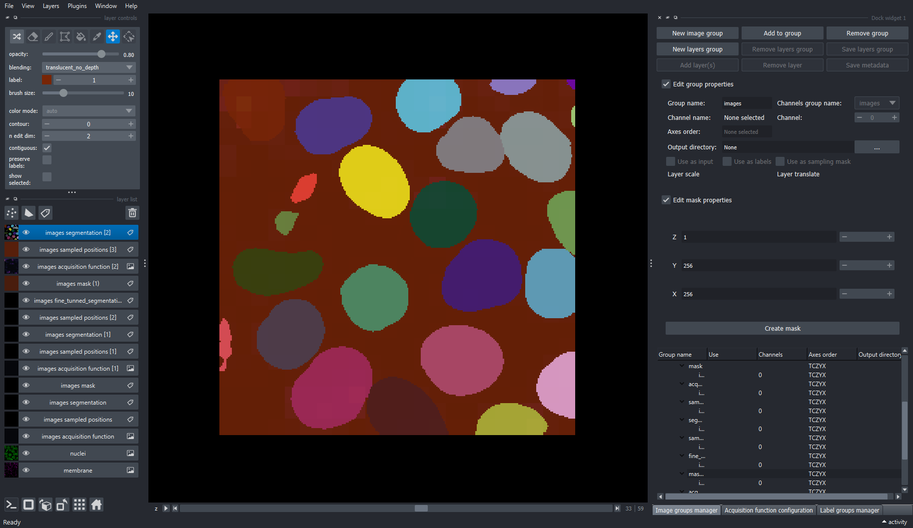 File View Layers Plugins Window Help
layer controls
opacity: 0.80
blending: translucent_no_depth
label: 1
brush size: 10
color mode: auto
contour: 0
n edit dim: 2
contiguous:
preserve labels:
show selected:
layer list
images segmentation [2]
images sampled positions [3]
images acquisition function [2]
images mask [1]
images fine_tunned_segmentati...
images sampled positions [2]
images segmentation [1]
images sampled positions [1]
images acquisition function [1]
images mask
images segmentation
images sampled positions
images acquisition function
nuclei
membrane
Ready
z 33 59
Dock widget 1
New image group Add to group Remove group
New layers group Remove layers group Save layers group
Add layer(s) Remove layer Save metadata
Edit group properties
Group name: images Channels group name: images
Channel name: None selected Channel: 0
Axes order: None selected
Output directory: None ...
Use as input Use as labels Use as sampling mask
Layer scale Layer translate
Edit mask properties
Z 1
Y 256
X 256
Create mask
Group name Use Channels Axes order Output directory
mask TCZYX
i... 0 TCZYX
acq... TCZYX
i... 0 TCZYX
sam... TCZYX
i... 0 TCZYX
seg... TCZYX
i... 0 TCZYX
sam... TCZYX
i... 0 TCZYX
fine_... TCZYX
i... 0 TCZYX
mas... TCZYX
i... 0 TCZYX
acq... TCZYX
Image groups manager Acquisition function configuration Label groups manager
activity